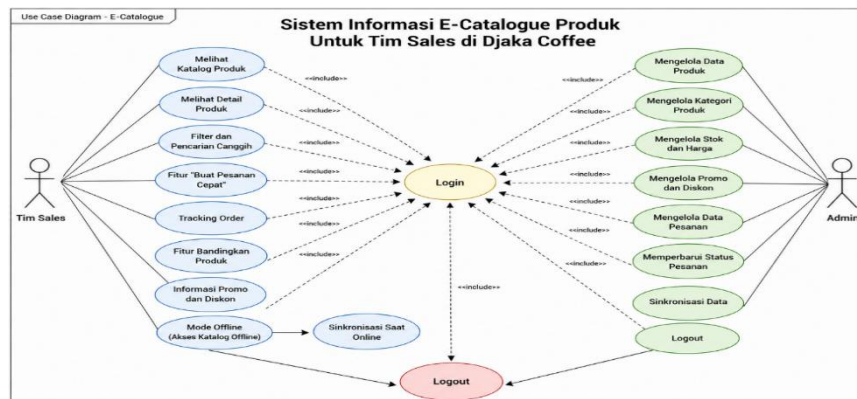 Use Case Diagram - E-Catalogue
Sistem Informasi E-Catalogue Produk
Untuk Tim Sales di Djaka Coffee
Melihat
Katalog Produk
Melihat Detail
Produk
Filter dan
Pencarian Canggih
Fitur "Buat Pesanan
Cepat"
Tracking Order
Fitur Bandingkan
Produk
Informasi Promo
dan Diskon
Mode Offline
(Akses Katalog Offline)
Sinkronisasi Saat
Online
Tim Sales
<<include>>
<<include>>
<<include>>
<<include>>
<<include>>
<<include>>
<<include>>
Login
<<include>>
Logout
<<include>>
<<include>>
<<include>>
<<include>>
<<include>>
<<include>>
<<include>>
Mengelola Data
Produk
Mengelola Kategori
Produk
Mengelola Stok
dan Harga
Mengelola Promo
dan Diskon
Mengelola Data
Pesanan
Memperbarui Status
Pesanan
Sinkronisasi Data
Logout
Admin